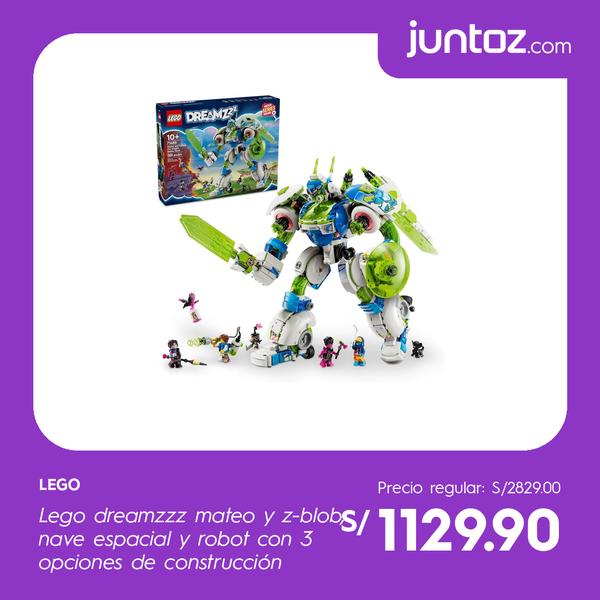 juntoz.com
LEGO DREAMZzz
10+
LEGO
Precio regular: S/2829.00
Lego dreamzzz mateo y z-blob,
nave espacial y robot con 3
opciones de construcción
S/ 1129.90